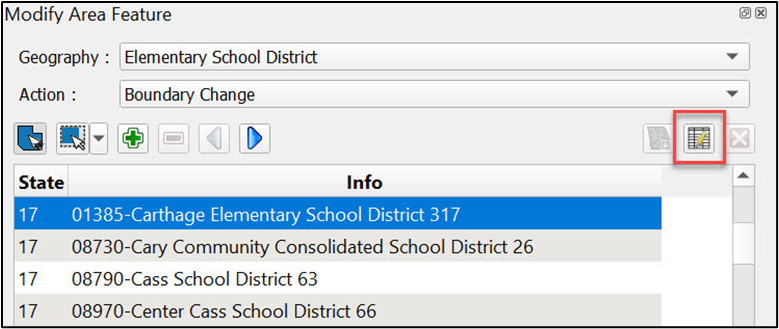 Modify Area Feature
Geography : Elementary School District
Action : Boundary Change
State Info
17 01385-Carthage Elementary School District 317
17 08730-Cary Community Consolidated School District 26
17 08790-Cass School District 63
17 08970-Center Cass School District 66